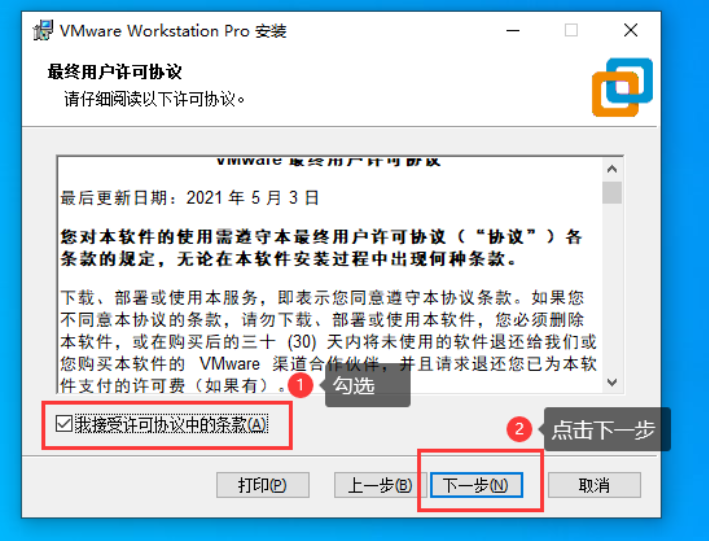 VMware Workstation Pro 安装
最终用户许可协议
请仔细阅读以下许可协议。
VMware 最终用户许可协议
最后更新日期：2021 年 5 月 3 日
您对本软件的使用需遵守本最终用户许可协议（“协议”）各
条款的规定，无论在本软件安装过程中出现何种条款。
下载、部署或使用本服务，即表示您同意遵守本协议条款。如果您
不同意本协议的条款，请勿下载、部署或使用本软件，您必须删除
本软件，或在购买后的三十 (30) 天内将未使用的软件退还给我们或
您购买本软件的 VMware 渠道合作伙伴，并且请求退还您已为本软
件支付的许可费（如果有）。
1 勾选
我接受许可协议中的条款(A)
2 点击下一步
打印(P) 上一步(B) 下一步(N) 取消